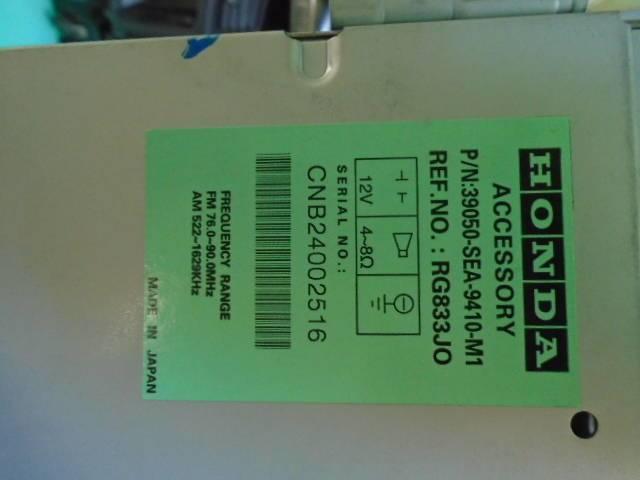 HONDA
ACCESSORY
P/N:39050-SEA-9410-M1
REF.NO.: RG833JO
12V 4~8Ω
SERIAL NO.:
CNB24002516
FREQUENCY RANGE
FM 76.0~90.0MHz
AM 522~1629KHz
MADE IN JAPAN